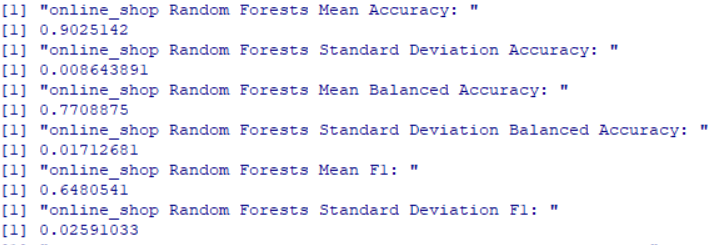 [1] "online_shop Random Forests Mean Accuracy: "
[1] 0.9025142
[1] "online_shop Random Forests Standard Deviation Accuracy: "
[1] 0.008643891
[1] "online_shop Random Forests Mean Balanced Accuracy: "
[1] 0.7708875
[1] "online_shop Random Forests Standard Deviation Balanced Accuracy: "
[1] 0.01712681
[1] "online_shop Random Forests Mean F1: "
[1] 0.6480541
[1] "online_shop Random Forests Standard Deviation F1: "
[1] 0.02591033